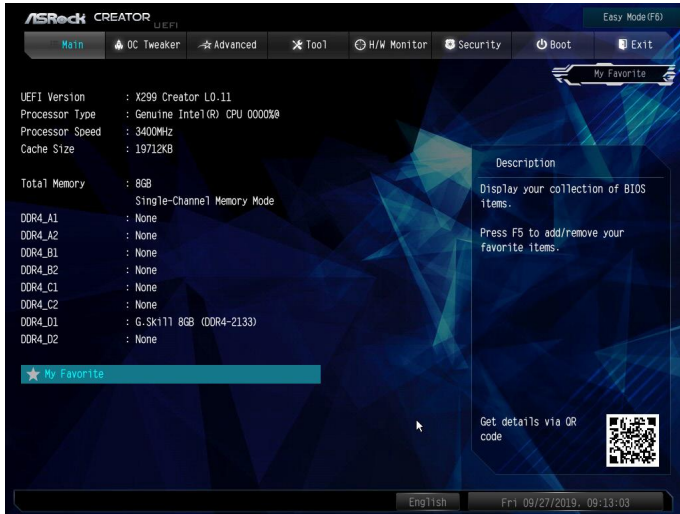 ASRock CREATOR UEFI
Easy Mode(F6)
Main OC Tweaker Advanced Tool H/W Monitor Security Boot Exit
My Favorite
UEFI Version : X299 Creator L0.11
Processor Type : Genuine Intel(R) CPU 0000%@
Processor Speed : 3400MHz
Cache Size : 19712KB
Total Memory : 8GB
Single-Channel Memory Mode
DDR4_A1 : None
DDR4_A2 : None
DDR4_B1 : None
DDR4_B2 : None
DDR4_C1 : None
DDR4_C2 : None
DDR4_D1 : G.Skill 8GB (DDR4-2133)
DDR4_D2 : None
My Favorite
Description
Display your collection of BIOS
items.
Press F5 to add/remove your
favorite items.
Get details via QR
code
English
Fri 09/27/2019. 09:13:03